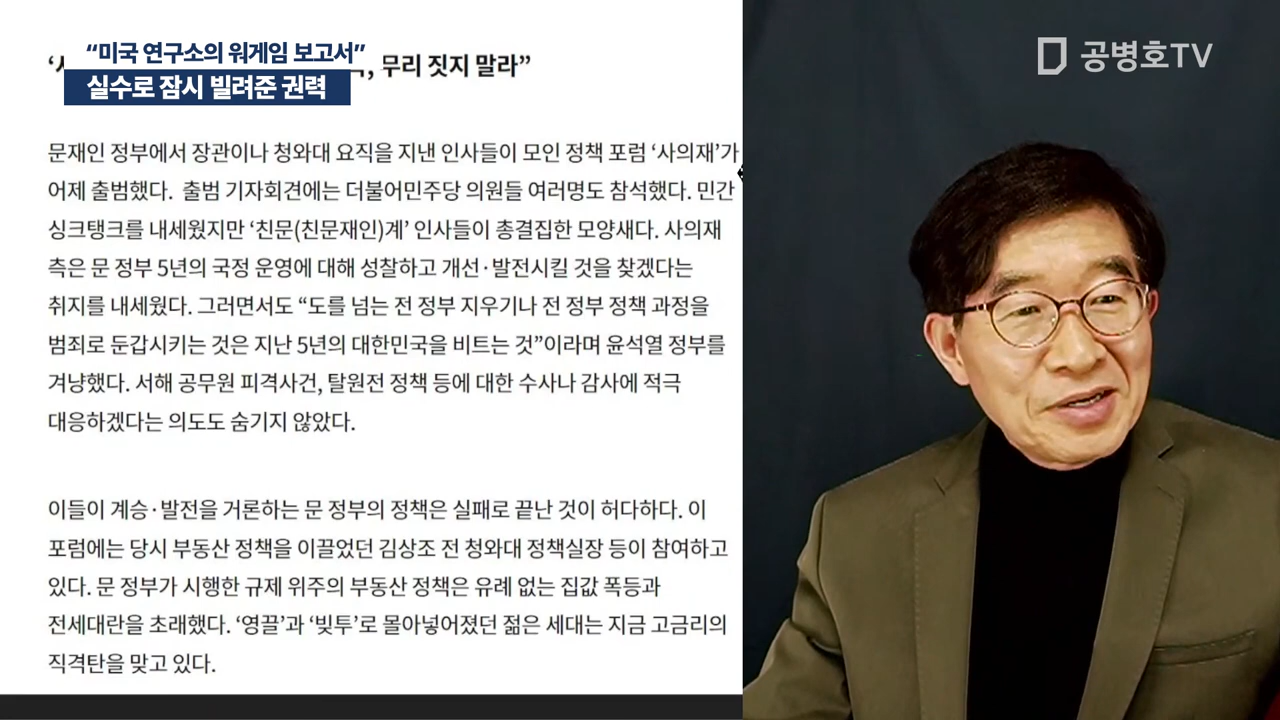 “미국 연구소의 워게임 보고서”
실수로 잠시 빌려준 권력
, 무리 짓지 말라”
공병호TV
문재인 정부에서 장관이나 청와대 요직을 지낸 인사들이 모인 정책 포럼 ‘사의재’가
어제 출범했다. 출범 기자회견에는 더불어민주당 의원들 여러명도 참석했다. 민간
싱크탱크를 내세웠지만 ‘친문(친문재인)계’ 인사들이 총결집한 모양새다. 사의재
측은 문 정부 5년의 국정 운영에 대해 성찰하고 개선·발전시킬 것을 찾겠다는
취지를 내세웠다. 그러면서도 “도를 넘는 전 정부 지우기나 전 정부 정책 과정을
범죄로 둔갑시키는 것은 지난 5년의 대한민국을 비트는 것”이라며 윤석열 정부를
겨냥했다. 서해 공무원 피격사건, 탈원전 정책 등에 대한 수사나 감사에 적극
대응하겠다는 의도도 숨기지 않았다.
이들이 계승·발전을 거론하는 문 정부의 정책은 실패로 끝난 것이 허다하다. 이
포럼에는 당시 부동산 정책을 이끌었던 김상조 전 청와대 정책실장 등이 참여하고
있다. 문 정부가 시행한 규제 위주의 부동산 정책은 유례 없는 집값 폭등과
전세대란을 초래했다. ‘영끌’과 ‘빚투’로 몰아넣어졌던 젊은 세대는 지금 고금리의
직격탄을 맞고 있다.